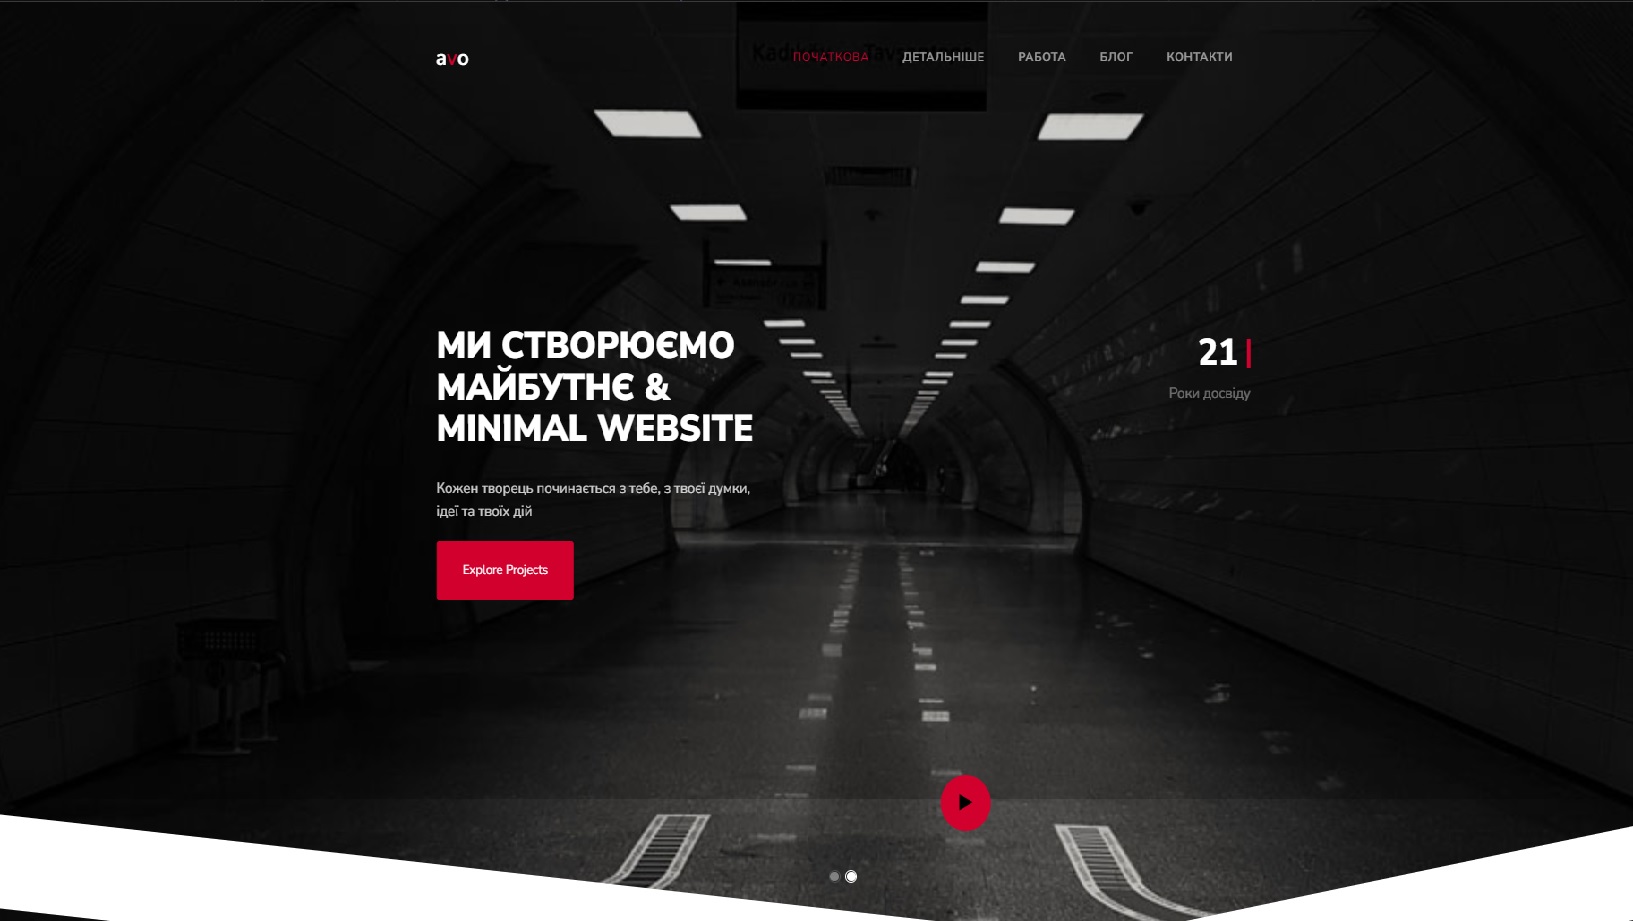 avo
ПОЧАТКОВА ДЕТАЛЬНІШЕ РАБОТА БЛОГ КОНТАКТИ
МИ СТВОРЮЄМО
МАЙБУТНЄ &
MINIMAL WEBSITE
21
Роки досвіду
Кожен творець починається з тебе, з твоєї думки,
ідеї та твоїх дій
Explore Projects